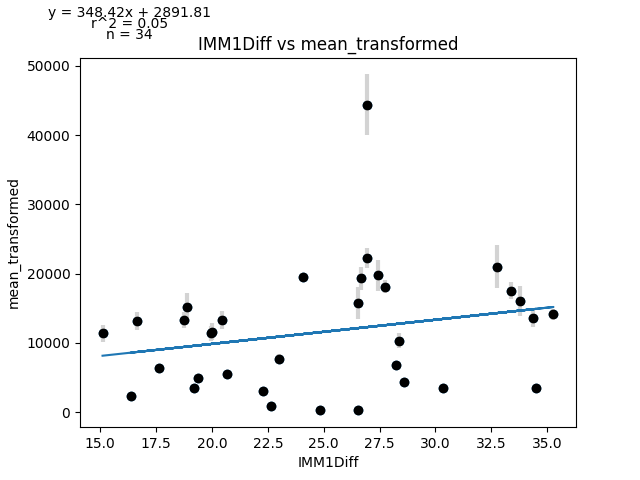 y = 348.42x + 2891.81
r^2 = 0.05
n = 34
IMM1Diff vs mean_transformed
50000
40000
30000
20000
10000
0
mean_transformed
15.0 17.5 20.0 22.5 25.0 27.5 30.0 32.5 35.0
IMM1Diff